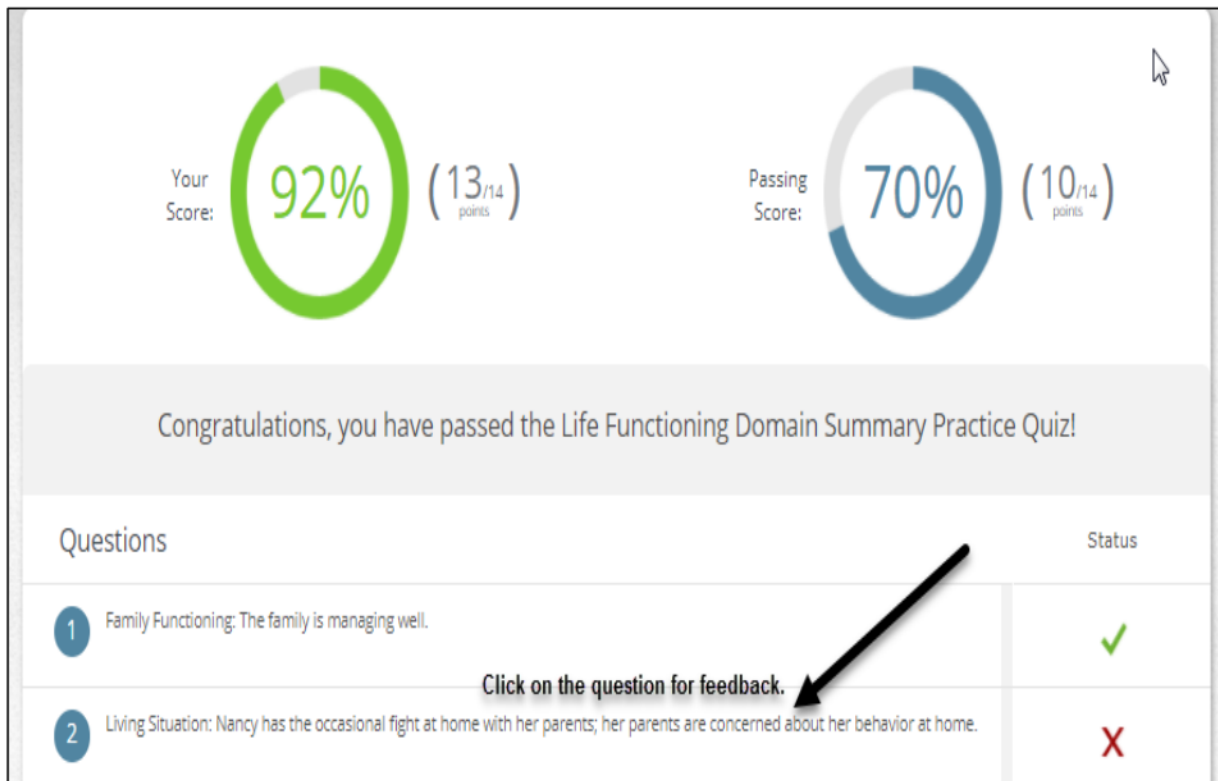 Your
Score:
92%
(13/14)
points
Passing
Score:
70%
(10/14)
points
Congratulations, you have passed the Life Functioning Domain Summary Practice Quiz!
Questions
Status
1
Family Functioning: The family is managing well.
Click on the question for feedback.
2
Living Situation: Nancy has the occasional fight at home with her parents; her parents are concerned about her behavior at home.